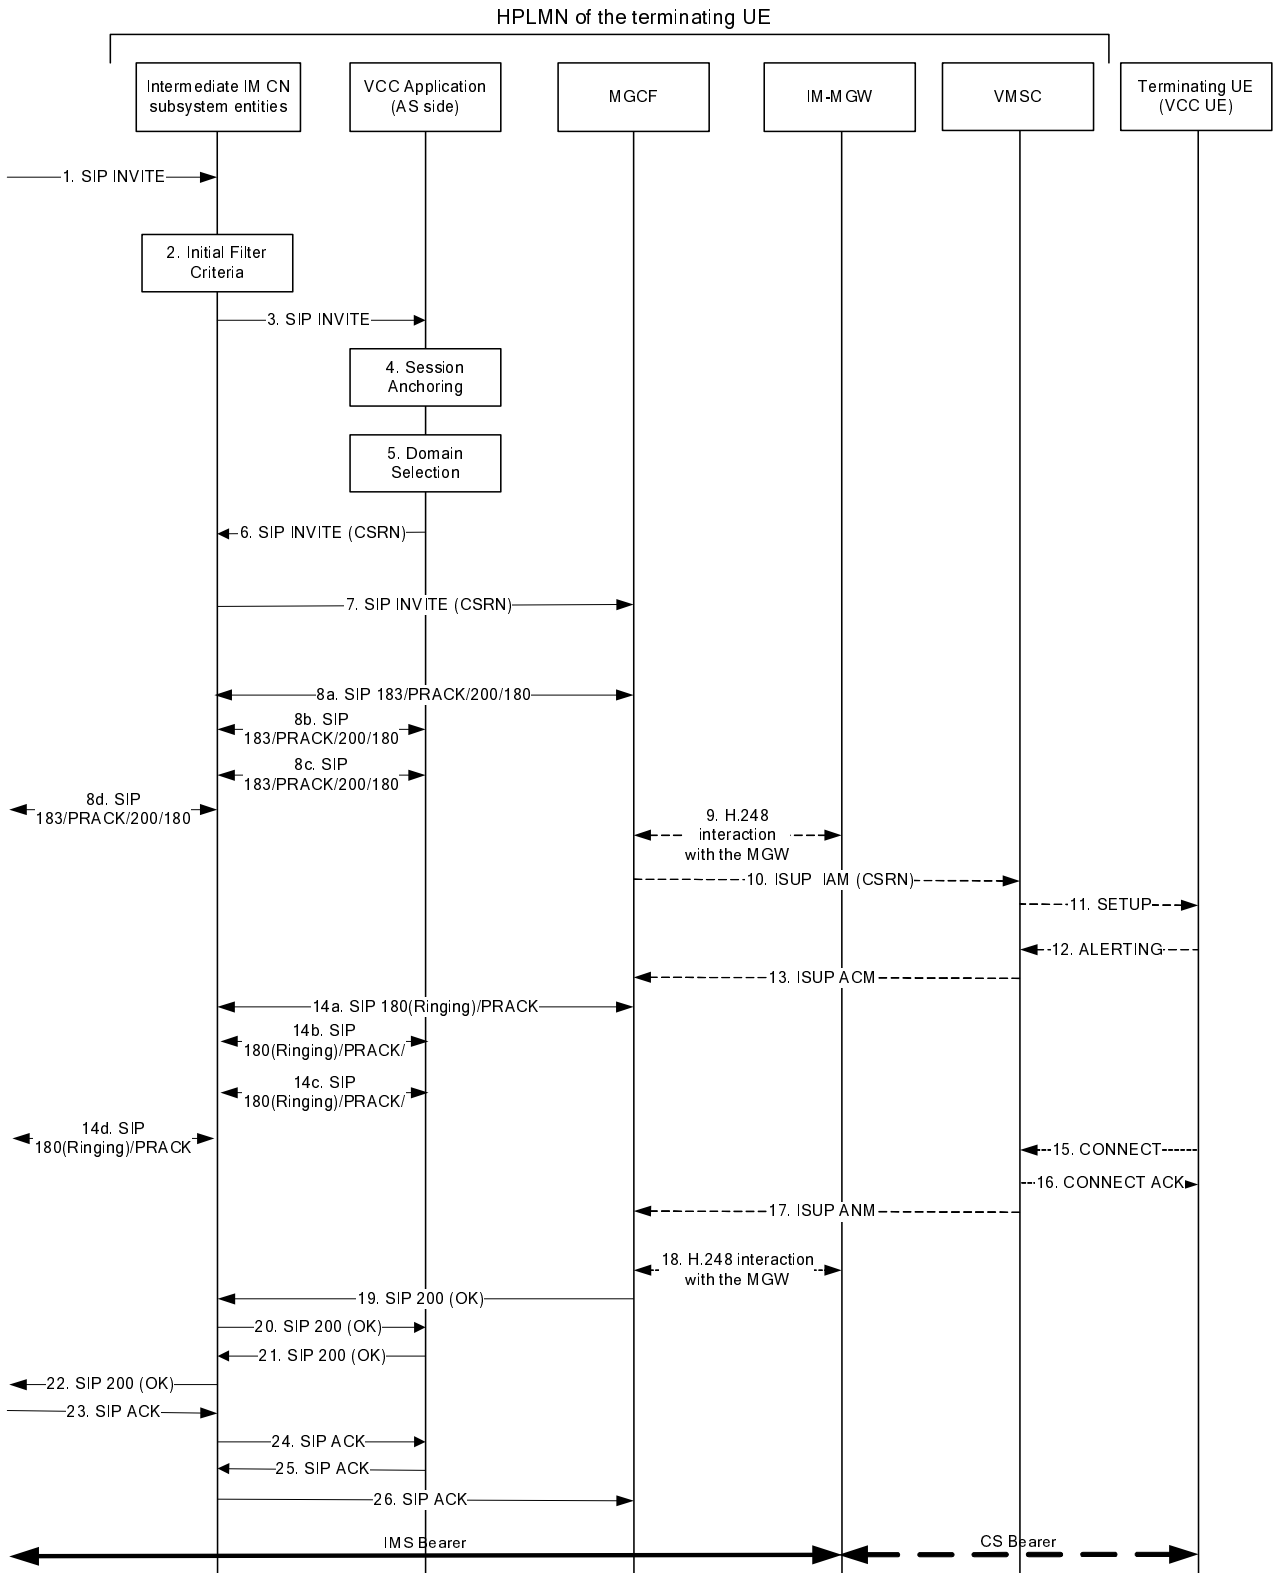 HPLMN of the terminating UE
Intermediate IM CN
subsystem entities
VCC Application
(AS side)
MGCF
IM-MGW
VMSC
Terminating UE
(VCC UE)
1. SIP INVITE
2. Initial Filter
Criteria
3. SIP INVITE
4. Session
Anchoring
5. Domain
Selection
6. SIP INVITE (CSRN)
7. SIP INVITE (CSRN)
8a. SIP 183/PRACK/200/180
8b. SIP
183/PRACK/200/180
8c. SIP
183/PRACK/200/180
8d. SIP
183/PRACK/200/180
9. H.248
interaction
with the MGW
10. ISUP IAM (CSRN)
11. SETUP
12. ALERTING
13. ISUP ACM
14a. SIP 180(Ringing)/PRACK
14b. SIP
180(Ringing)/PRACK/
14c. SIP
180(Ringing)/PRACK/
14d. SIP
180(Ringing)/PRACK
15. CONNECT
16. CONNECT ACK
17. ISUP ANM
18. H.248 interaction
with the MGW
19. SIP 200 (OK)
20. SIP 200 (OK)
21. SIP 200 (OK)
22. SIP 200 (OK)
23. SIP ACK
24. SIP ACK
25. SIP ACK
26. SIP ACK
IMS Bearer
CS Bearer